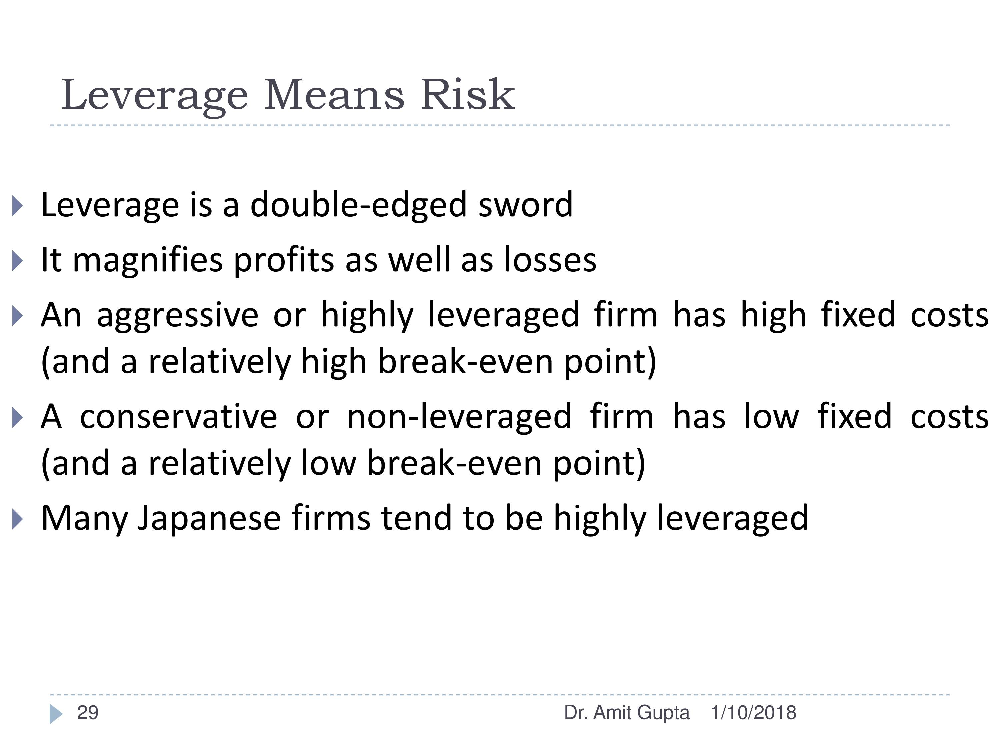 Leverage Means Risk
Leverage is a double-edged sword
It magnifies profits as well as losses
An aggressive or highly leveraged firm has high fixed costs
(and a relatively high break-even point)
A conservative or non-leveraged firm has low fixed costs
(and a relatively low break-even point)
Many Japanese firms tend to be highly leveraged
29 Dr. Amit Gupta 1/10/2018